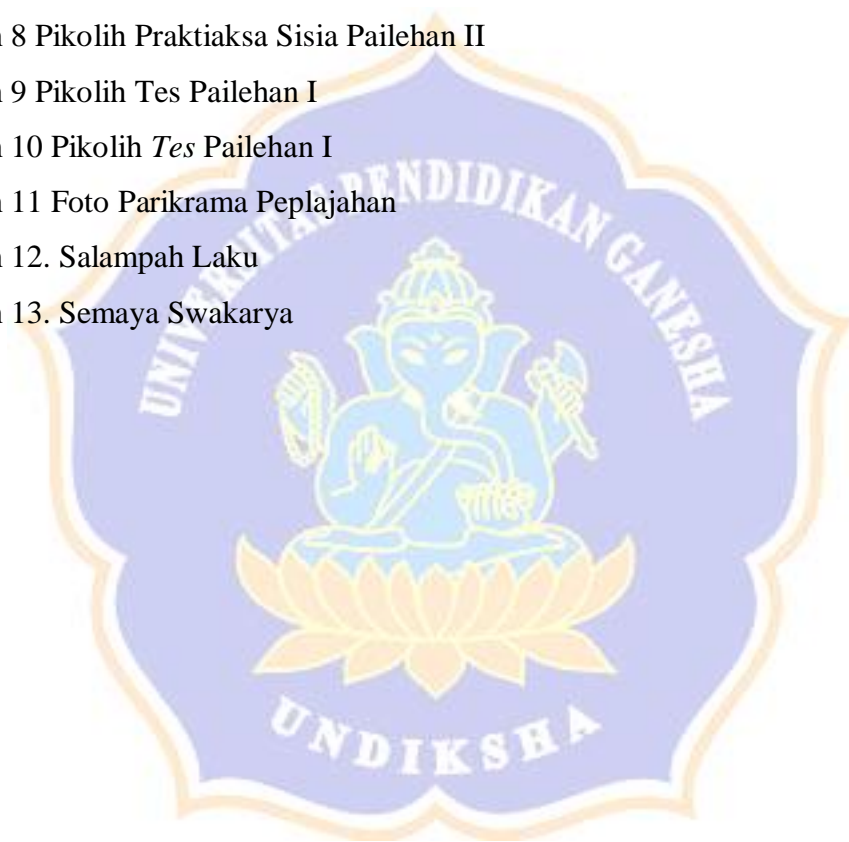 n 8 Pikolih Praktiaksa Sisia Pailehan II
n 9 Pikolih Tes Pailehan I
n 10 Pikolih Tes Pailehan I
n 11 Foto Parikrama Peplajahan
n 12. Salampah Laku
n 13. Semaya Swakarya
UNIVERSITAS PENDIDIKAN GANESHA
UNDIKSHA